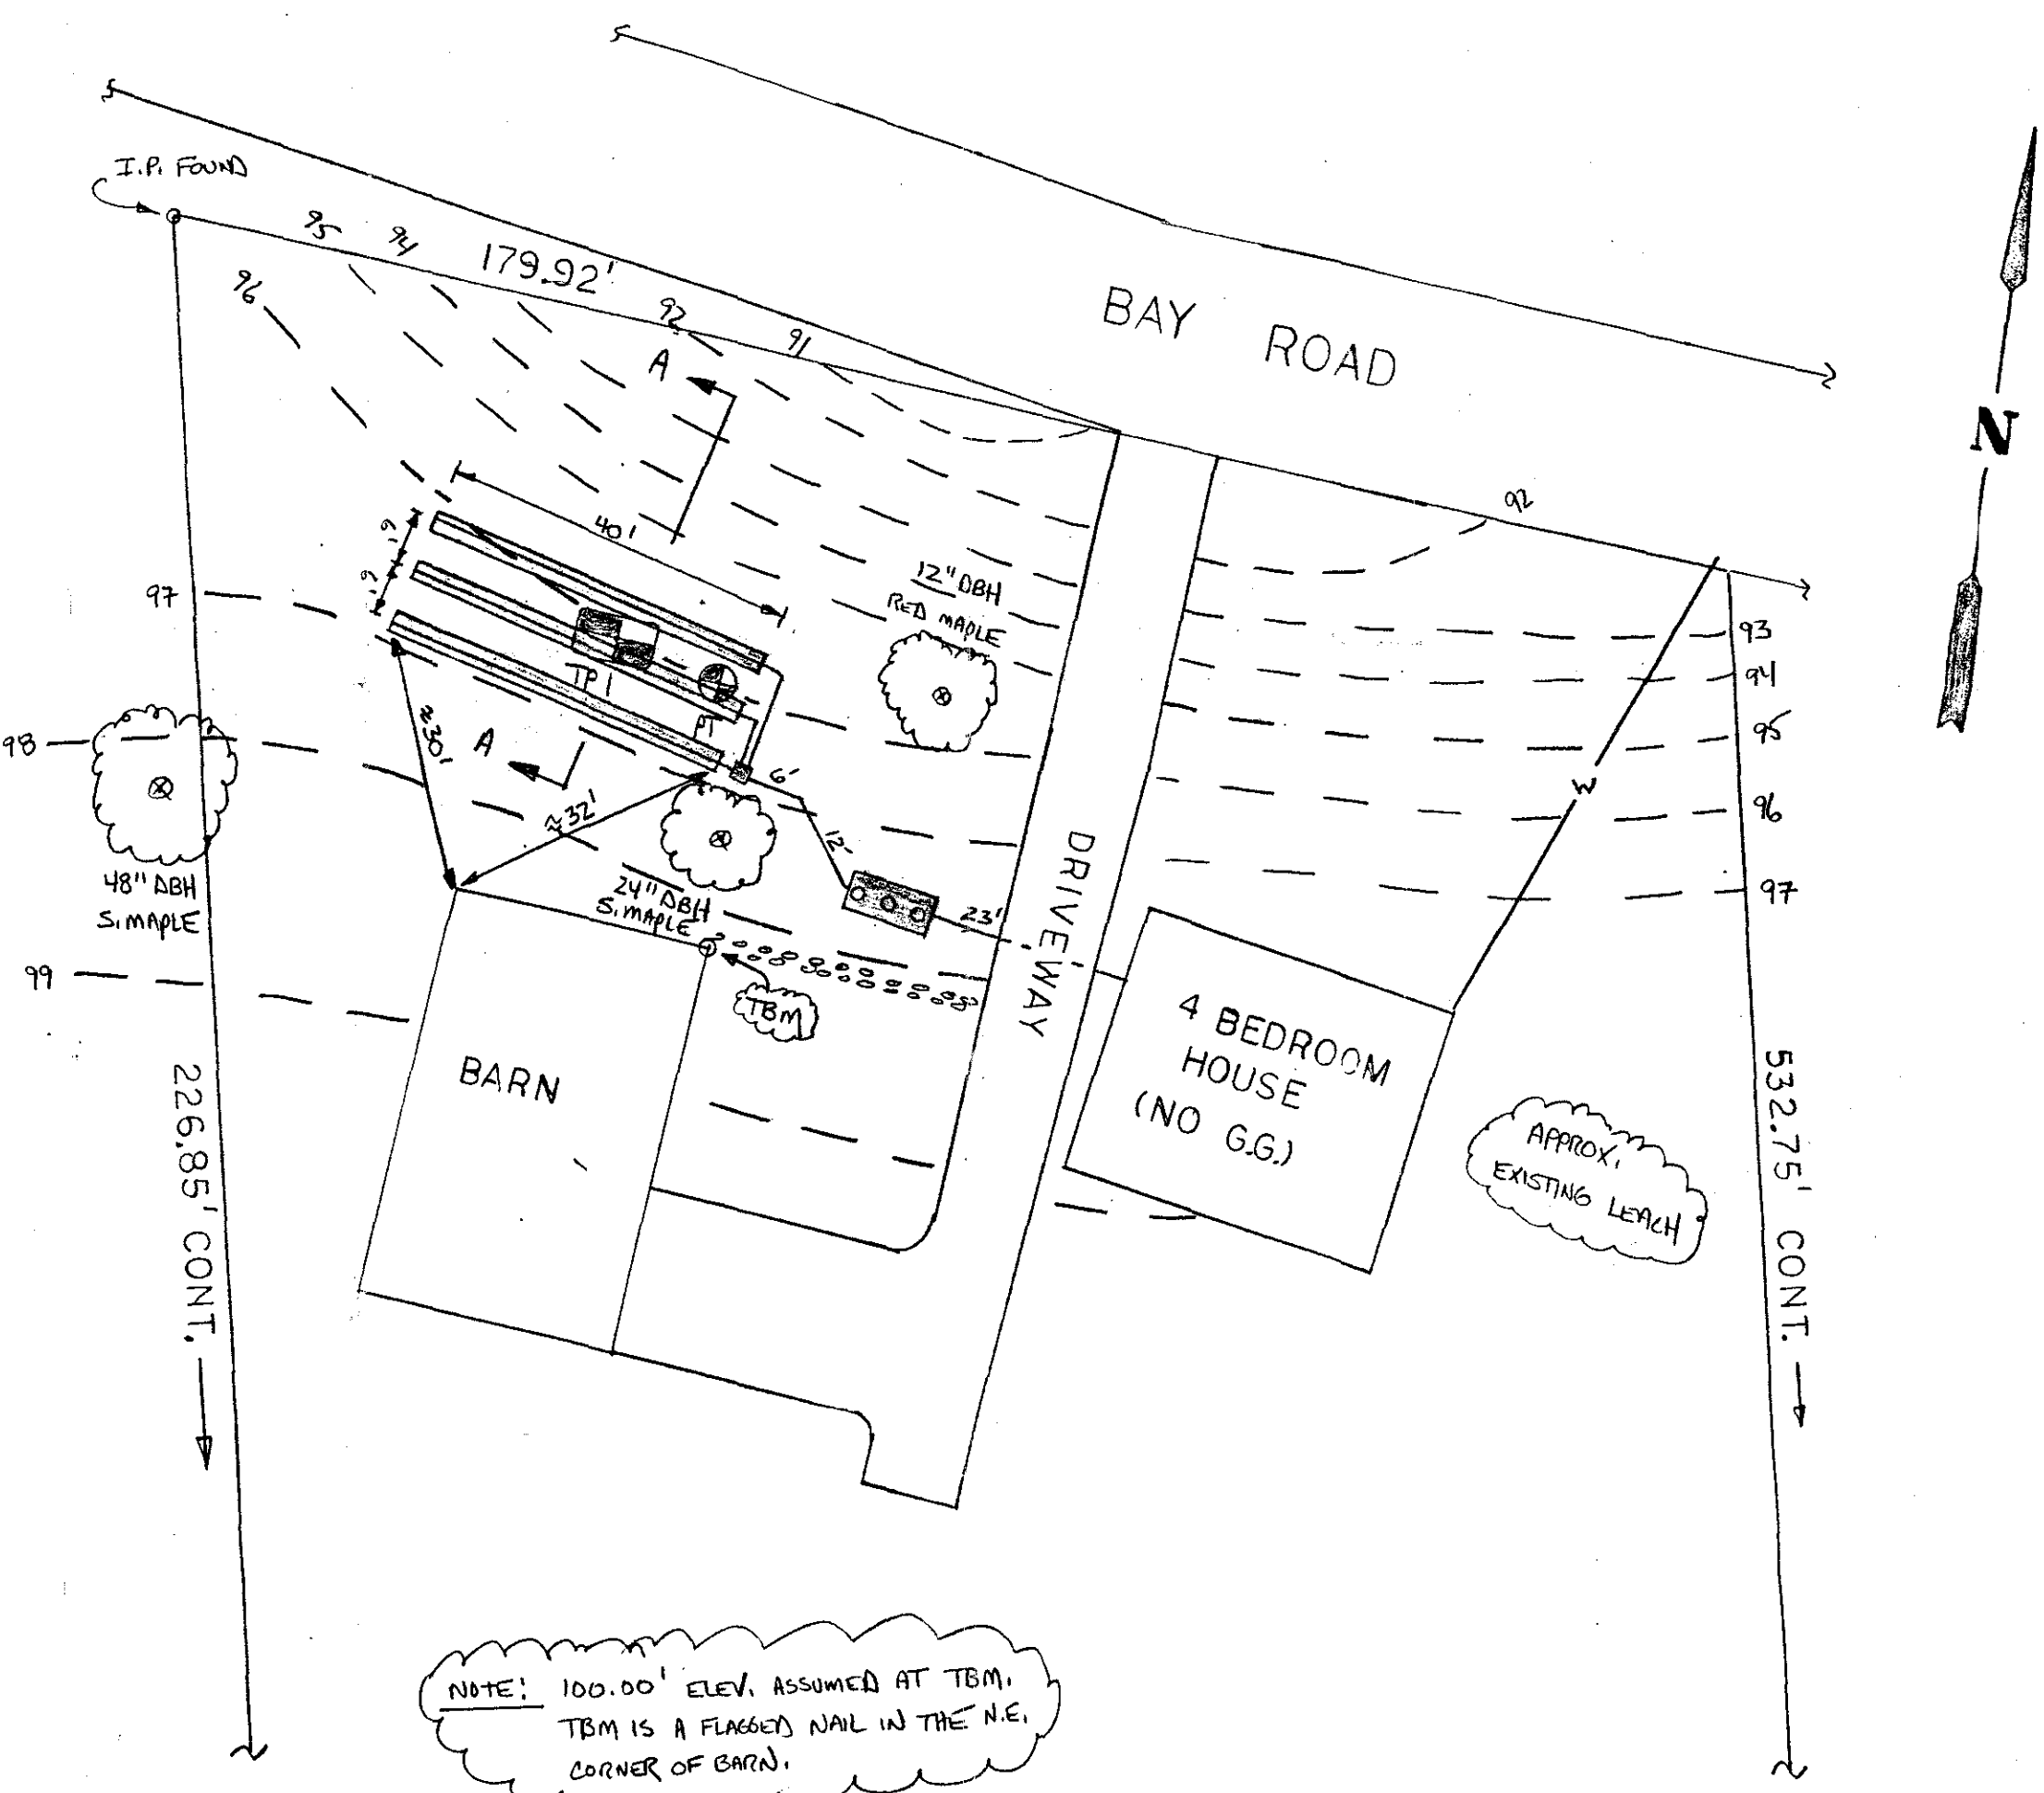 I.P. FOUND
95
94
179.92'
96
92
91
A
BAY ROAD
N
92
40'
6'
6'
12" DBH
RED MAPLE
97
93
94
TP 1
PT
95
98
≈30'
A
6'
W
96
≈32'
12'
DRIVEWAY
97
48" DBH
S. MAPLE
24" DBH
S. MAPLE
23'
99
TBM
4 BEDROOM
HOUSE
(NO G.G.)
BARN
226.85' CONT.
532.75' CONT.
APPROX.
EXISTING LEACH
NOTE: 100.00' ELEV. ASSUMED AT TBM.
TBM IS A FLAGGED NAIL IN THE N.E.
CORNER OF BARN.